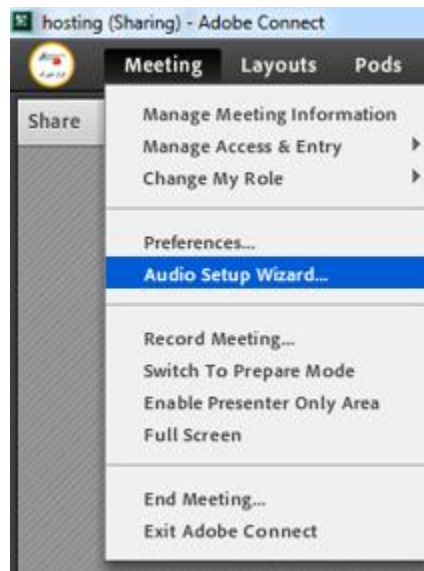 hosting (Sharing) - Adobe Connect
Meeting Layouts Pods
Share
Manage Meeting Information
Manage Access & Entry
Change My Role
Preferences...
Audio Setup Wizard...
Record Meeting...
Switch To Prepare Mode
Enable Presenter Only Area
Full Screen
End Meeting...
Exit Adobe Connect